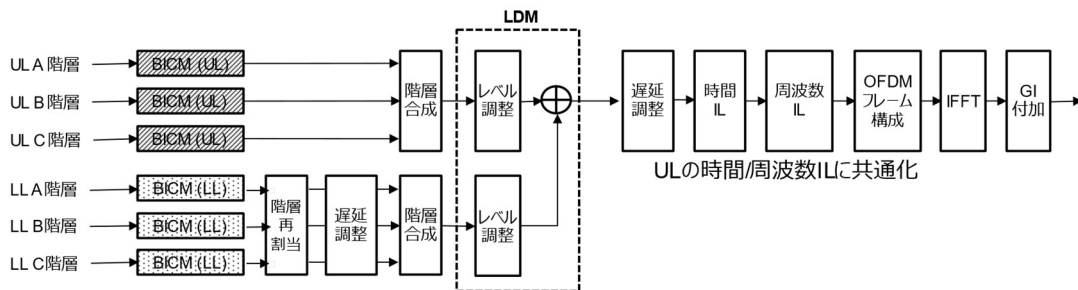 LDM
UL A 階層
BICM (UL)
UL B 階層
BICM (UL)
UL C 階層
BICM (UL)
階層
合成
レベル
調整
遅延
調整
時間
IL
周波数
IL
OFDM
フレーム
構成
IFFT
GI
付加
ULの時間/周波数ILに共通化
LL A 階層
BICM (LL)
LL B階層
BICM (LL)
LL C階層
BICM (LL)
階層
再
割当
遅延
調整
階層
合成
レベル
調整